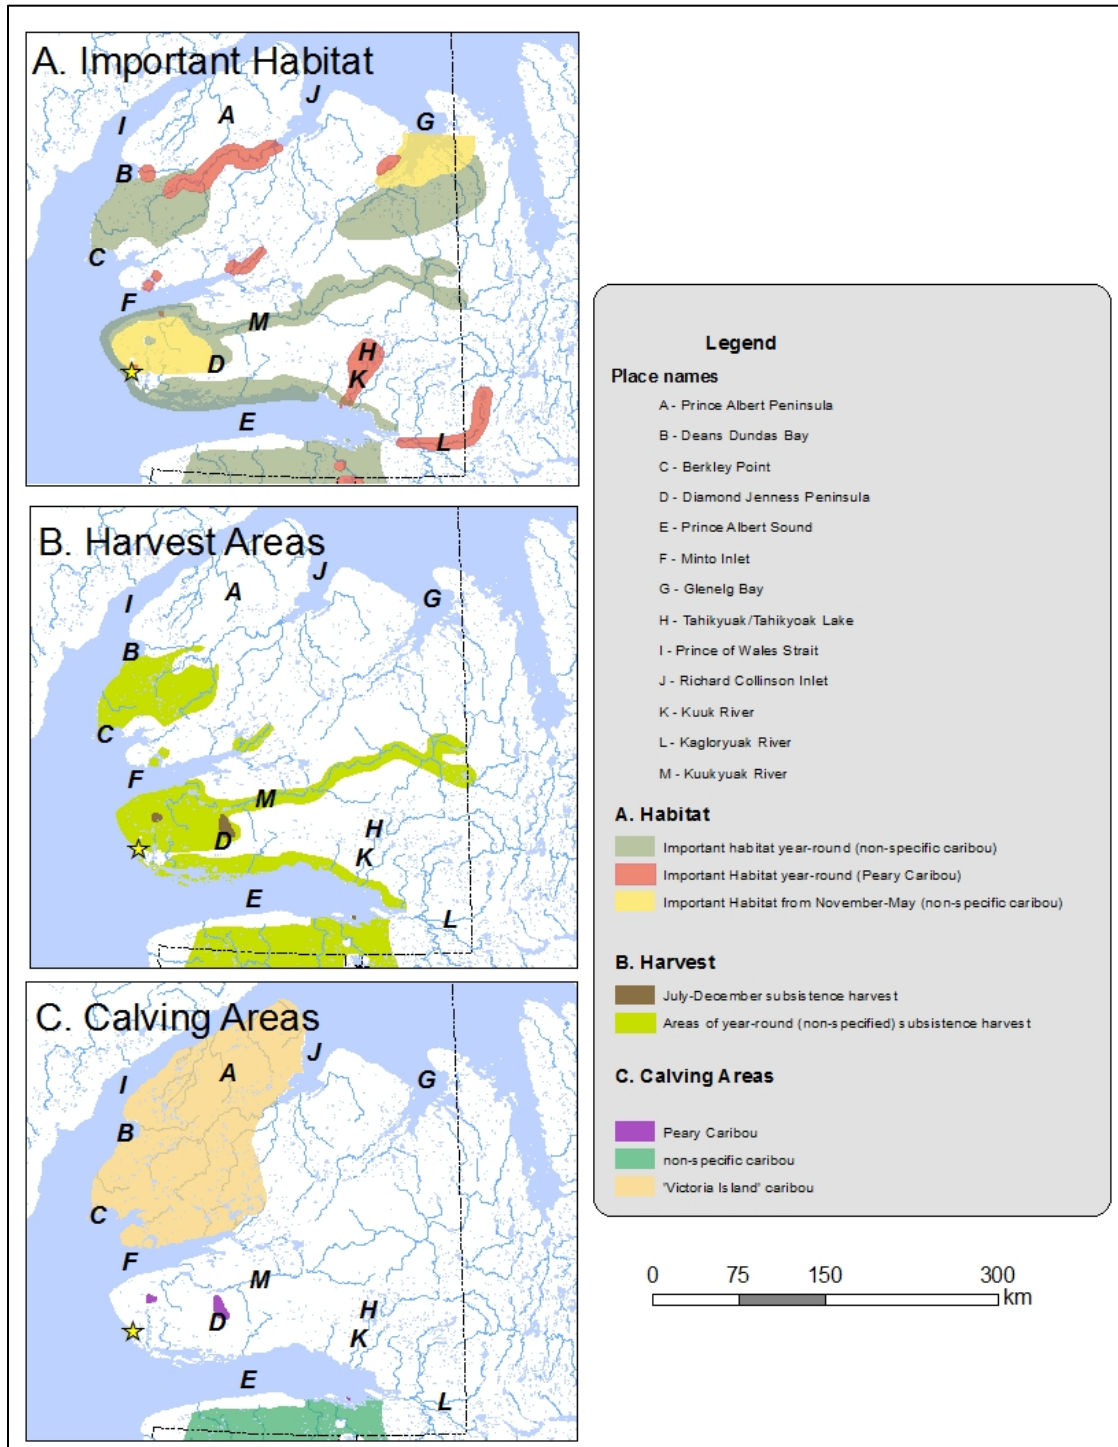 A. Important Habitat
J
A
I
G
B
C
F
M
H
D
K
E
L
B. Harvest Areas
J
A
I
G
B
C
F
M
H
D
K
E
L
C. Calving Areas
J
A
I
G
B
C
F
M
H
D
K
E
L
Legend
Place names
A - Prince Albert Peninsula
B - Deans Dundas Bay
C - Berkley Point
D - Diamond Jenness Peninsula
E - Prince Albert Sound
F - Minto Inlet
G - Glenelg Bay
H - Tahikyuak/Tahikyoak Lake
I - Prince of Wales Strait
J - Richard Collinson Inlet
K - Kuuk River
L - Kagloryuak River
M - Kuukyuak River
A. Habitat
Important habitat year-round (non-specific caribou)
Important Habitat year-round (Peary Caribou)
Important Habitat from November-May (non-specific caribou)
B. Harvest
July-December subsistence harvest
Areas of year-round (non-specified) subsistence harvest
C. Calving Areas
Peary Caribou
non-specific caribou
'Victoria Island' caribou
0 75 150 300
km